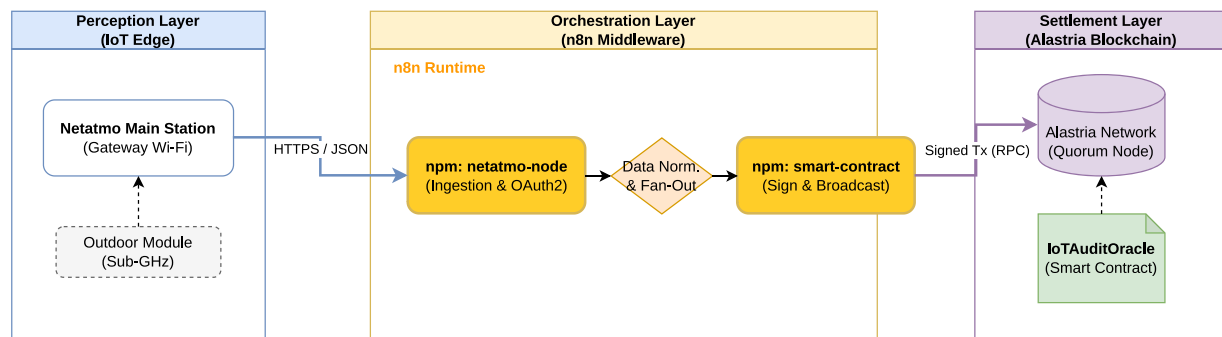 Perception Layer
(IoT Edge)
Orchestration Layer
(n8n Middleware)
Settlement Layer
(Alastria Blockchain)
n8n Runtime
Netatmo Main Station
(Gateway Wi-Fi)
HTTPS / JSON
npm: netatmo-node
(Ingestion & OAuth2)
Data Norm.
& Fan-Out
npm: smart-contract
(Sign & Broadcast)
Signed Tx (RPC)
Alastria Network
(Quorum Node)
Outdoor Module
(Sub-GHz)
IoTAuditOracle
(Smart Contract)